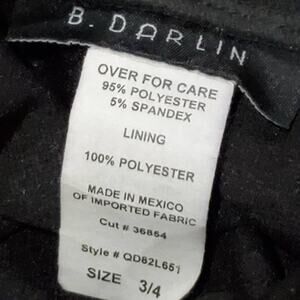 B. DARLIN
OVER FOR CARE
95% POLYESTER
5% SPANDEX
LINING
100% POLYESTER
MADE IN MEXICO
OF IMPORTED FABRIC
Cut # 36854
Style # QD82L651
SIZE 3/4